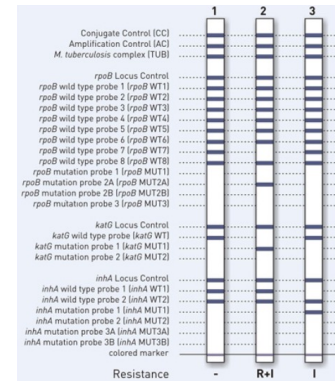 1 2 3
Conjugate Control (CC)
Amplification Control (AC)
M. tuberculosis complex (TUB)
rpoB Locus Control
rpoB wild type probe 1 (rpoB WT1)
rpoB wild type probe 2 (rpoB WT2)
rpoB wild type probe 3 (rpoB WT3)
rpoB wild type probe 4 (rpoB WT4)
rpoB wild type probe 5 (rpoB WT5)
rpoB wild type probe 6 (rpoB WT6)
rpoB wild type probe 7 (rpoB WT7)
rpoB wild type probe 8 (rpoB WT8)
rpoB mutation probe 1 (rpoB MUT1)
rpoB mutation probe 2A (rpoB MUT2A)
rpoB mutation probe 2B (rpoB MUT2B)
rpoB mutation probe 3 (rpoB MUT3)
katG Locus Control
katG wild type probe (katG WT)
katG mutation probe 1 (katG MUT1)
katG mutation probe 2 (katG MUT2)
inhA Locus Control
inhA wild type probe 1 (inhA WT1)
inhA wild type probe 2 (inhA WT2)
inhA mutation probe 1 (inhA MUT1)
inhA mutation probe 2 (inhA MUT2)
inhA mutation probe 3A (inhA MUT3A)
inhA mutation probe 3B (inhA MUT3B)
colored marker
Resistance - R+I I